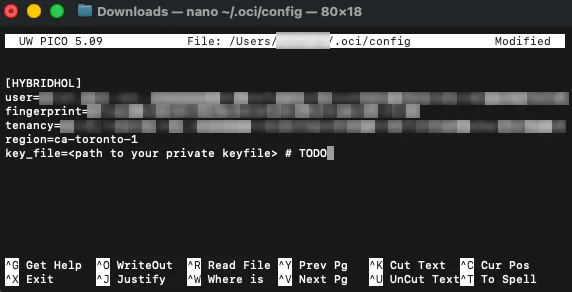 Downloads — nano ~/.oci/config — 80×18
UW PICO 5.09 File: /Users/ /.oci/config Modified
[HYBRIDHOL]
user=
fingerprint=
tenancy=
region=ca-toronto-1
key_file=<path to your private keyfile> # TODO
^G Get Help ^O WriteOut ^R Read File ^Y Prev Pg ^K Cut Text ^C Cur Pos
^X Exit ^J Justify ^W Where is ^V Next Pg ^U UnCut Text ^T To Spell